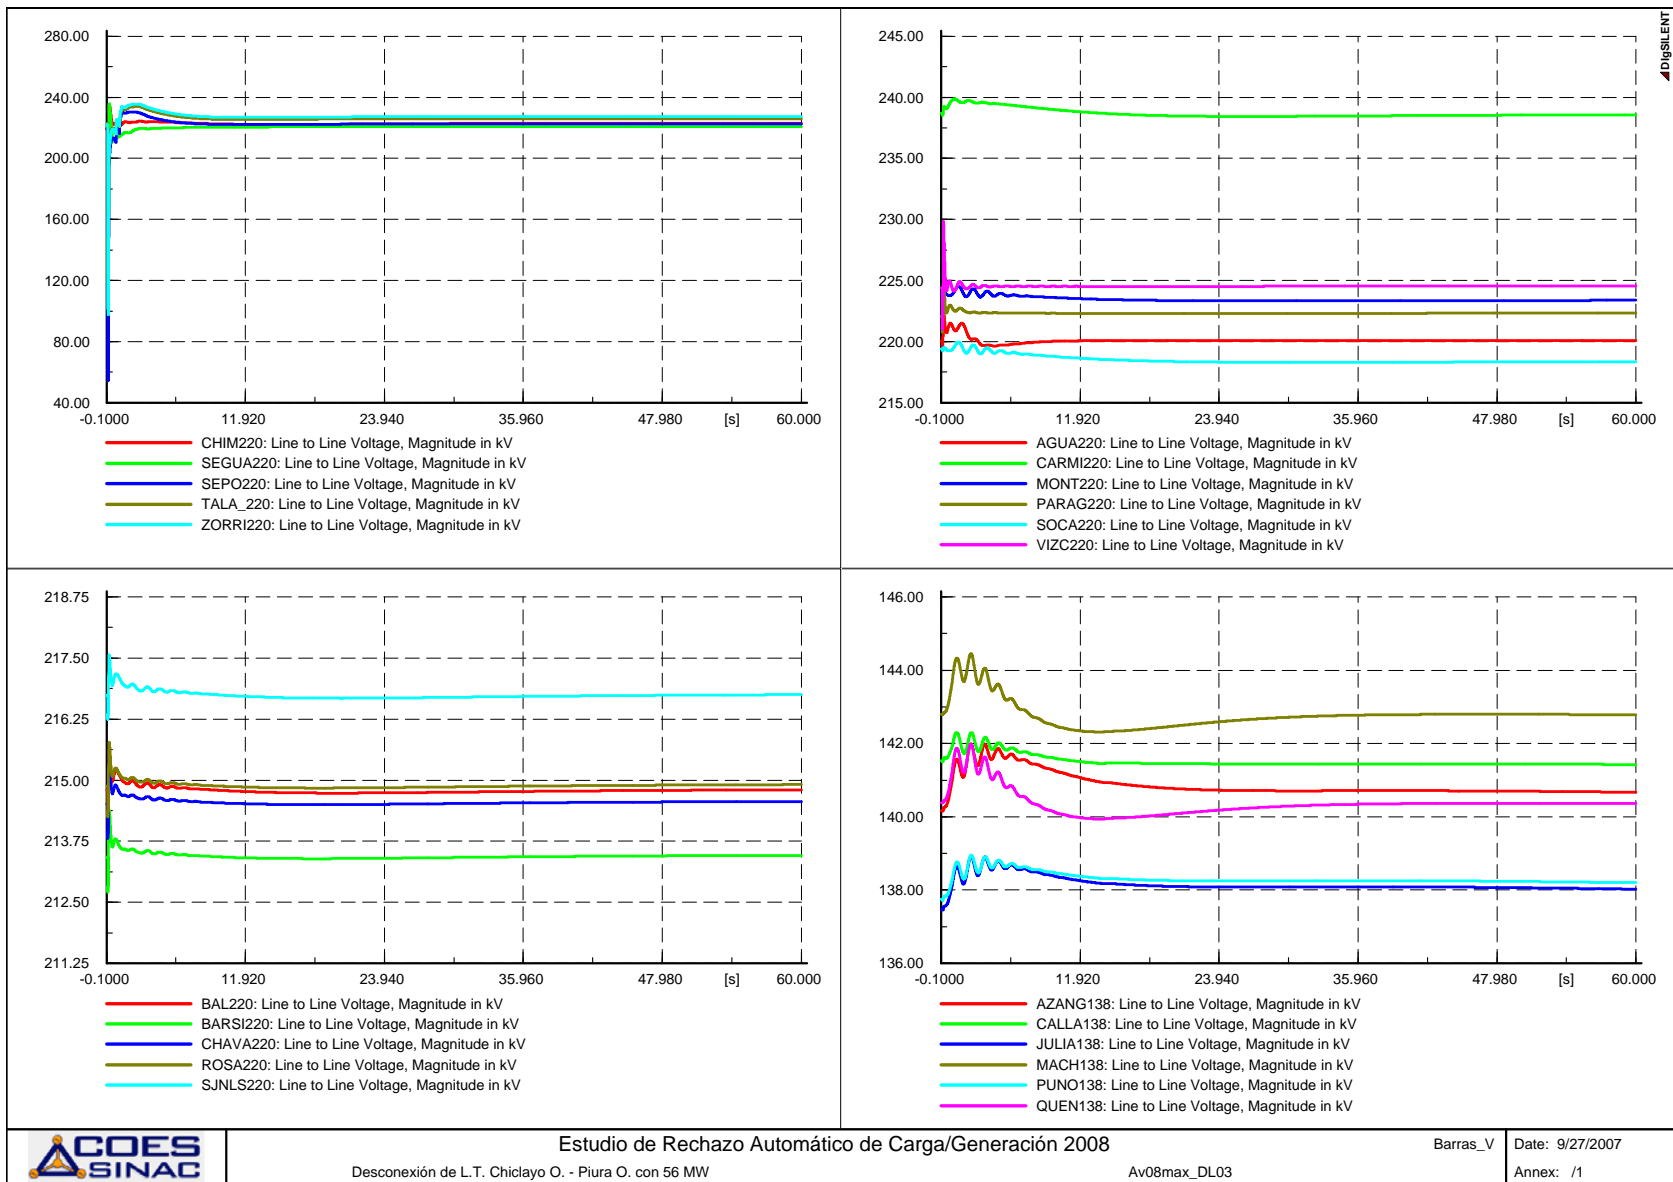 DIgSILENT
280.00
240.00
200.00
160.00
120.00
80.00
40.00
-0.1000 11.920 23.940 35.960 47.980 [s] 60.000
CHIM220: Line to Line Voltage, Magnitude in kV
SEGUA220: Line to Line Voltage, Magnitude in kV
SEPO220: Line to Line Voltage, Magnitude in kV
TALA_220: Line to Line Voltage, Magnitude in kV
ZORRI220: Line to Line Voltage, Magnitude in kV
245.00
240.00
235.00
230.00
225.00
220.00
215.00
-0.1000 11.920 23.940 35.960 47.980 [s] 60.000
AGUA220: Line to Line Voltage, Magnitude in kV
CARMI220: Line to Line Voltage, Magnitude in kV
MONT220: Line to Line Voltage, Magnitude in kV
PARAG220: Line to Line Voltage, Magnitude in kV
SOCA220: Line to Line Voltage, Magnitude in kV
VIZC220: Line to Line Voltage, Magnitude in kV
218.75
217.50
216.25
215.00
213.75
212.50
211.25
-0.1000 11.920 23.940 35.960 47.980 [s] 60.000
BAL220: Line to Line Voltage, Magnitude in kV
BARSI220: Line to Line Voltage, Magnitude in kV
CHAVA220: Line to Line Voltage, Magnitude in kV
ROSA220: Line to Line Voltage, Magnitude in kV
SJNLS220: Line to Line Voltage, Magnitude in kV
146.00
144.00
142.00
140.00
138.00
136.00
-0.1000 11.920 23.940 35.960 47.980 [s] 60.000
AZANG138: Line to Line Voltage, Magnitude in kV
CALLA138: Line to Line Voltage, Magnitude in kV
JULIA138: Line to Line Voltage, Magnitude in kV
MACH138: Line to Line Voltage, Magnitude in kV
PUNO138: Line to Line Voltage, Magnitude in kV
QUEN138: Line to Line Voltage, Magnitude in kV
COES
SINAC
Estudio de Rechazo Automático de Carga/Generación 2008
Desconexión de L.T. Chiclayo O. - Piura O. con 56 MW
Av08max_DL03
Barras_V
Date: 9/27/2007
Annex: /1